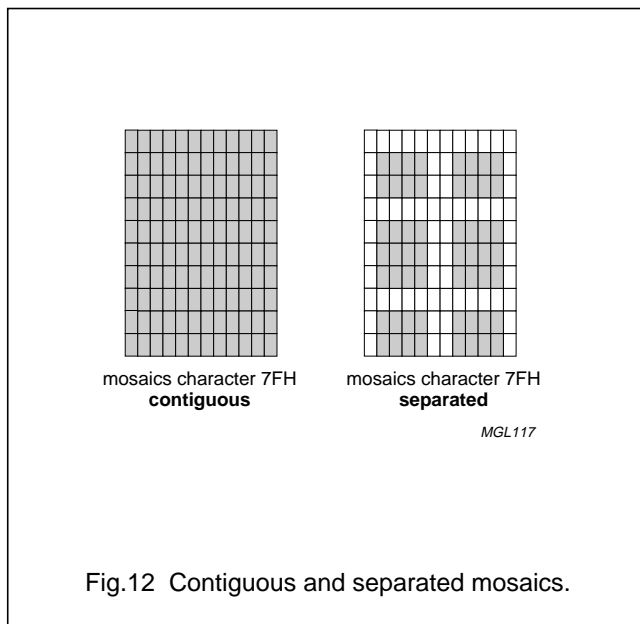 mosaics character 7FH
contiguous
mosaics character 7FH
separated
MGL117
Fig.12 Contiguous and separated mosaics.